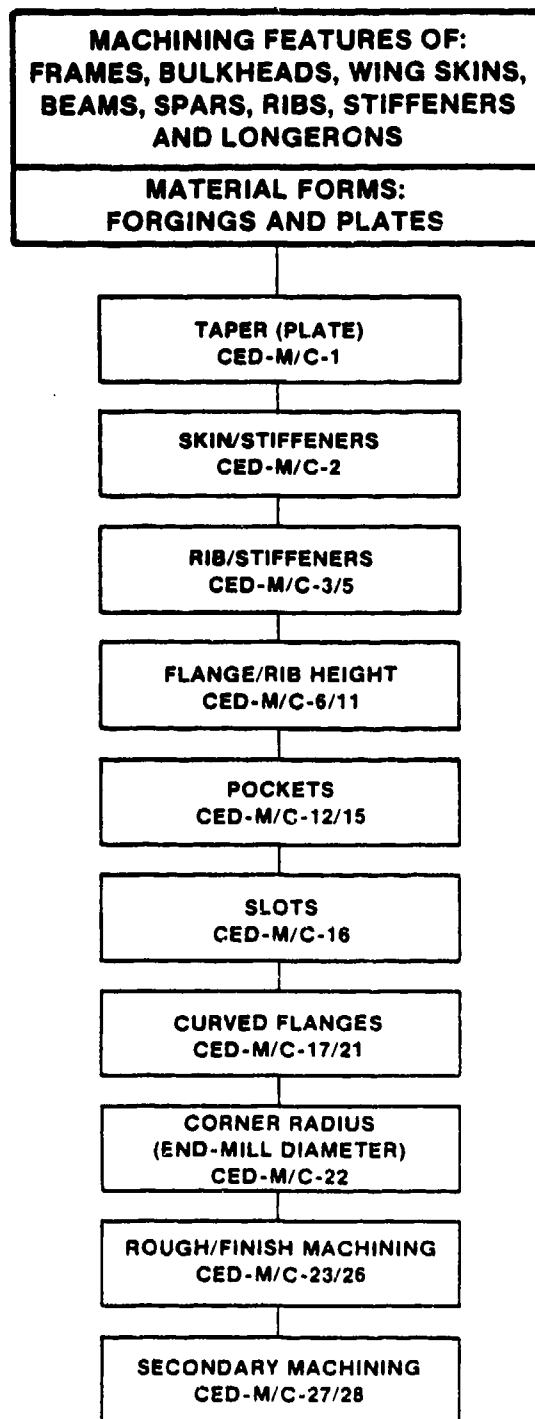 MACHINING FEATURES OF:
FRAMES, BULKHEADS, WING SKINS,
BEAMS, SPARS, RIBS, STIFFENERS
AND LONGERONS
MATERIAL FORMS:
FORGINGS AND PLATES
TAPER (PLATE)
CED-M/C-1
SKIN/STIFFENERS
CED-M/C-2
RIB/STIFFENERS
CED-M/C-3/5
FLANGE/RIB HEIGHT
CED-M/C-6/11
POCKETS
CED-M/C-12/15
SLOTS
CED-M/C-16
CURVED FLANGES
CED-M/C-17/21
CORNER RADIUS
(END-MILL DIAMETER)
CED-M/C-22
ROUGH/FINISH MACHINING
CED-M/C-23/26
SECONDARY MACHINING
CED-M/C-27/28